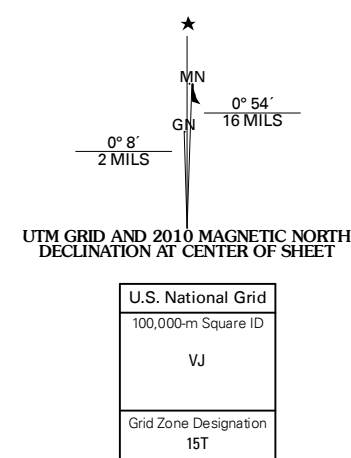 ★
MN
0° 54´
16 MILS
GN
0° 8´
2 MILS
UTM GRID AND 2010 MAGNETIC NORTH
DECLINATION AT CENTER OF SHEET
U.S. National Grid
100,000-m Square ID
VJ
Grid Zone Designation
15T